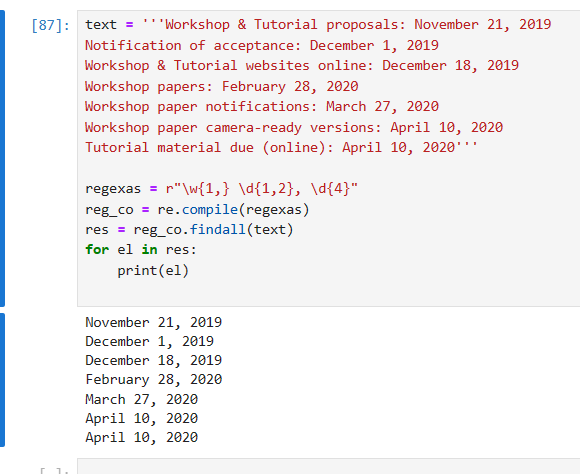 [87]: text = '''Workshop & Tutorial proposals: November 21, 2019
Notification of acceptance: December 1, 2019
Workshop & Tutorial websites online: December 18, 2019
Workshop papers: February 28, 2020
Workshop paper notifications: March 27, 2020
Workshop paper camera-ready versions: April 10, 2020
Tutorial material due (online): April 10, 2020'''

regexas = r"\w{1,} \d{1,2}, \d{4}"
reg_co = re.compile(regexas)
res = reg_co.findall(text)
for el in res:
    print(el)

November 21, 2019
December 1, 2019
December 18, 2019
February 28, 2020
March 27, 2020
April 10, 2020
April 10, 2020
[ ]: